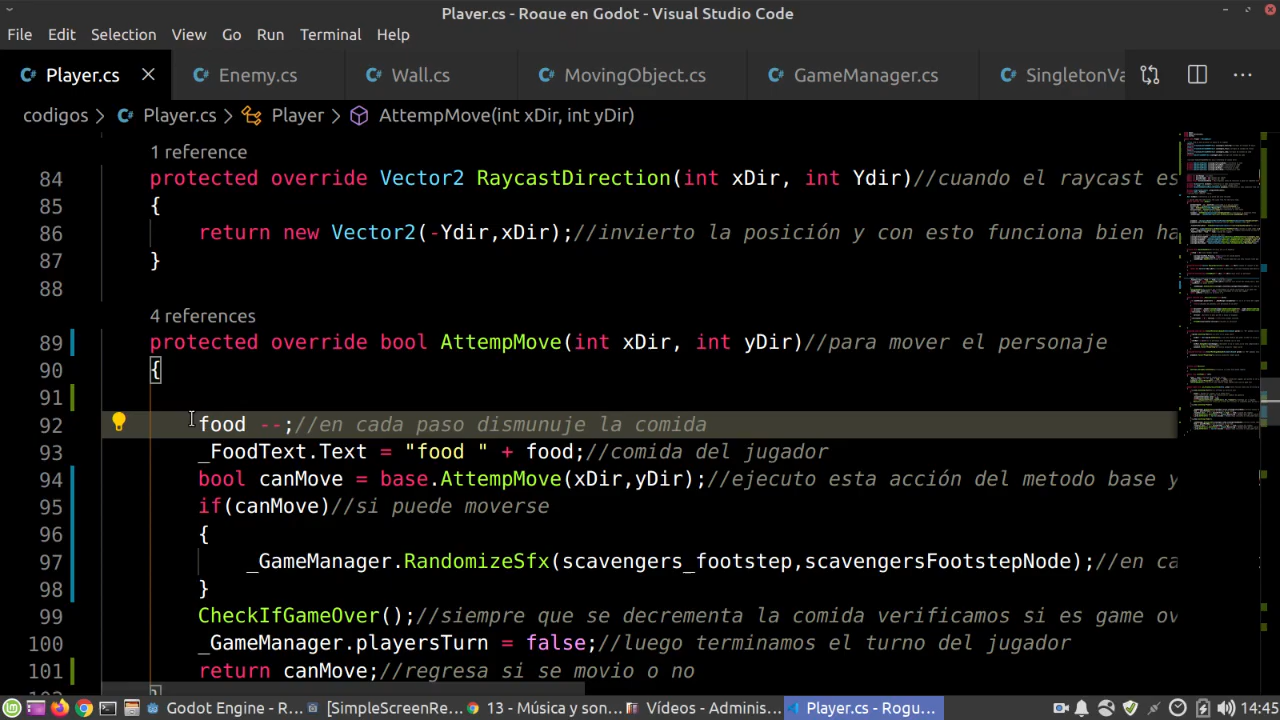 Player.cs - Rogue en Godot - Visual Studio Code
File Edit Selection View Go Run Terminal Help
Player.cs Enemy.cs Wall.cs MovingObject.cs GameManager.cs SingletonVa
codigos > Player.cs > Player > AttempMove(int xDir, int yDir)
1 reference
84 protected override Vector2 RayCastDirection(int xDir, int Ydir)//cuando el raycast es
85 {
86 return new Vector2(-Ydir,xDir);//invierto la posición y con esto funciona bien ha
87 }
88
4 references
89 protected override bool AttempMove(int xDir, int yDir)//para mover el personaje
90 {
91
92 food --;//en cada paso dismunuje la comida
93 _FoodText.Text = "food " + food;//comida del jugador
94 bool canMove = base.AttempMove(xDir,yDir);//ejecuto esta acción del metodo base y
95 if(canMove)//si puede moverse
96 {
97 _GameManager.RandomizeSfx(scavengers_footstep,scavengersFootstepNode);//en ca
98 }
99 CheckIfGameOver();//siempre que se decrementa la comida verificamos si es game ov
100 _GameManager.playersTurn = false;//luego terminamos el turno del jugador
101 return canMove;//regresa si se movio o no
Godot Engine - R... [SimpleScreenRe... 13 - Música y son... Vídeos - Adminis... Player.cs - Rogu... 14:45